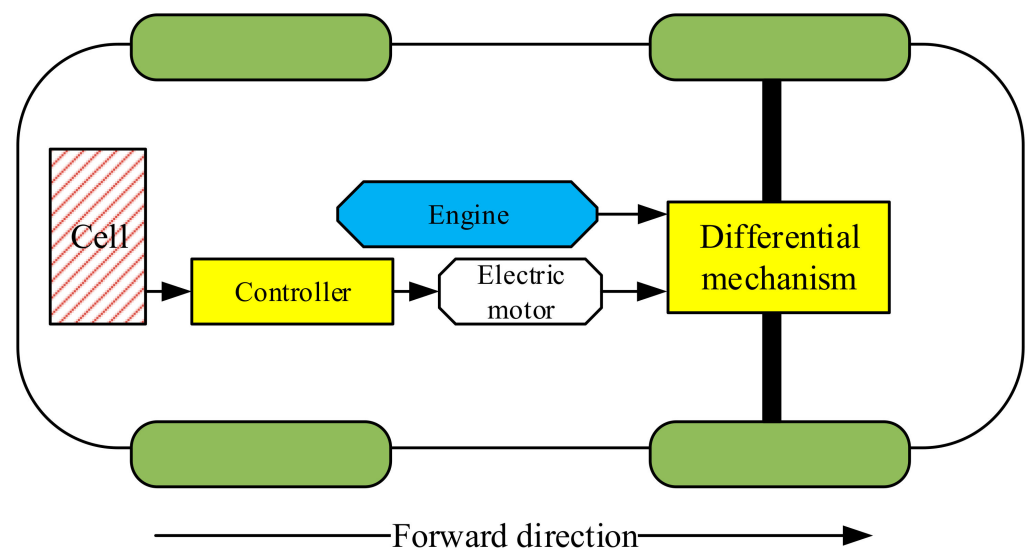 Engine
Cell
Differential
mechanism
Controller
Electric
motor
Forward direction